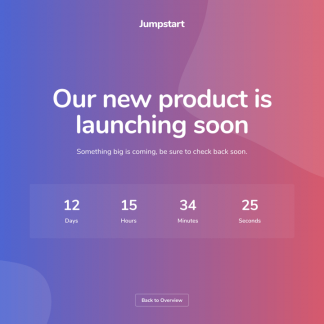 Jumpstart
Our new product is
launching soon
Something big is coming, be sure to check back soon.
12 15 34 25
Days Hours Minutes Seconds
Back to Overview